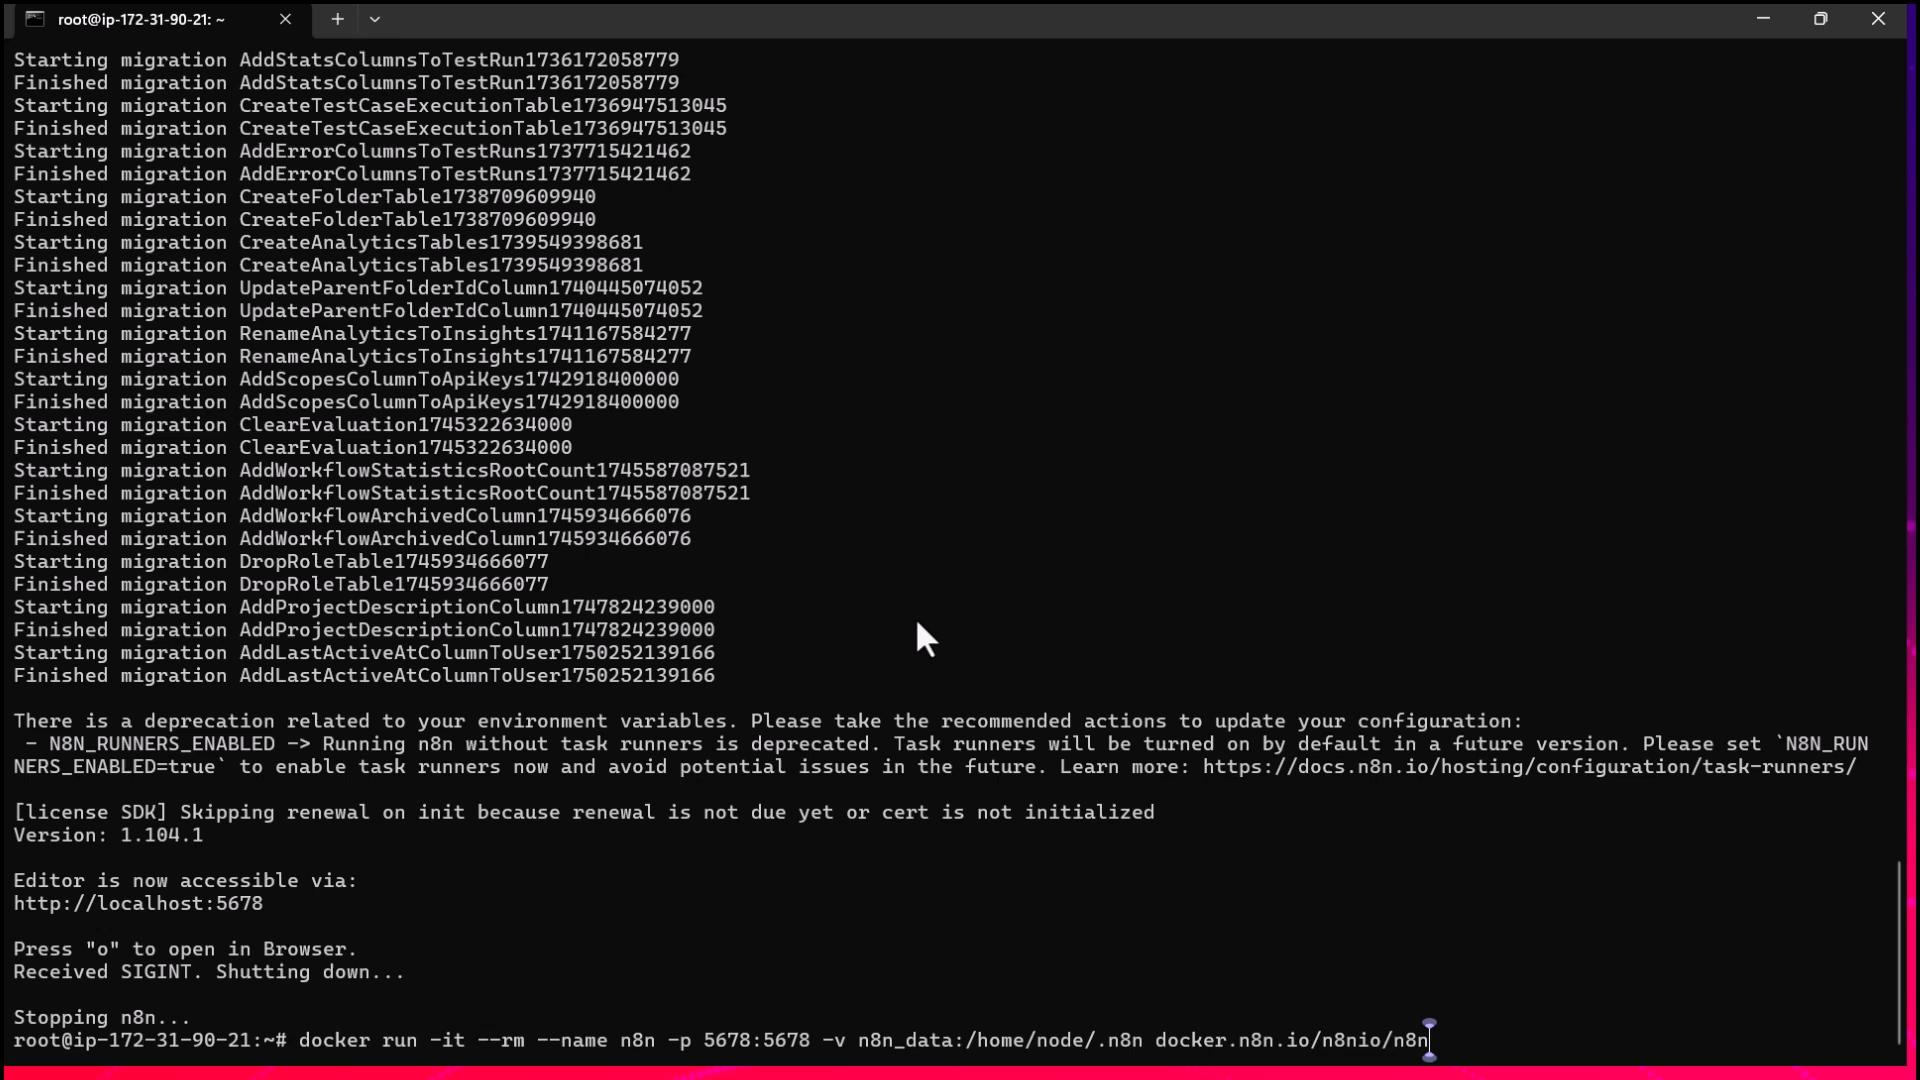 root@ip-172-31-90-21: ~
Starting migration AddStatsColumnsToTestRun1736172058779
Finished migration AddStatsColumnsToTestRun1736172058779
Starting migration CreateTestCaseExecutionTable1736947513045
Finished migration CreateTestCaseExecutionTable1736947513045
Starting migration AddErrorColumnsToTestRuns1737715421462
Finished migration AddErrorColumnsToTestRuns1737715421462
Starting migration CreateFolderTable1738709609940
Finished migration CreateFolderTable1738709609940
Starting migration CreateAnalyticsTables1739549398681
Finished migration CreateAnalyticsTables1739549398681
Starting migration UpdateParentFolderIdColumn1740445074052
Finished migration UpdateParentFolderIdColumn1740445074052
Starting migration RenameAnalyticsToInsights1741167584277
Finished migration RenameAnalyticsToInsights1741167584277
Starting migration AddScopesColumnToApiKeys1742918400000
Finished migration AddScopesColumnToApiKeys1742918400000
Starting migration ClearEvaluation1745322634000
Finished migration ClearEvaluation1745322634000
Starting migration AddWorkflowStatisticsRootCount1745587087521
Finished migration AddWorkflowStatisticsRootCount1745587087521
Starting migration AddWorkflowArchivedColumn1745934666076
Finished migration AddWorkflowArchivedColumn1745934666076
Starting migration DropRoleTable1745934666077
Finished migration DropRoleTable1745934666077
Starting migration AddProjectDescriptionColumn1747824239000
Finished migration AddProjectDescriptionColumn1747824239000
Starting migration AddLastActiveAtColumnToUser1750252139166
Finished migration AddLastActiveAtColumnToUser1750252139166
There is a deprecation related to your environment variables. Please take the recommended actions to update your configuration:
- N8N_RUNNERS_ENABLED -> Running n8n without task runners is deprecated. Task runners will be turned on by default in a future version. Please set `N8N_RUN
NERS_ENABLED=true` to enable task runners now and avoid potential issues in the future. Learn more: https://docs.n8n.io/hosting/configuration/task-runners/
[license SDK] Skipping renewal on init because renewal is not due yet or cert is not initialized
Version: 1.104.1
Editor is now accessible via:
http://localhost:5678
Press "o" to open in Browser.
Received SIGINT. Shutting down...
Stopping n8n...
root@ip-172-31-90-21:~# docker run -it --rm --name n8n -p 5678:5678 -v n8n_data:/home/node/.n8n docker.n8n.io/n8nio/n8n